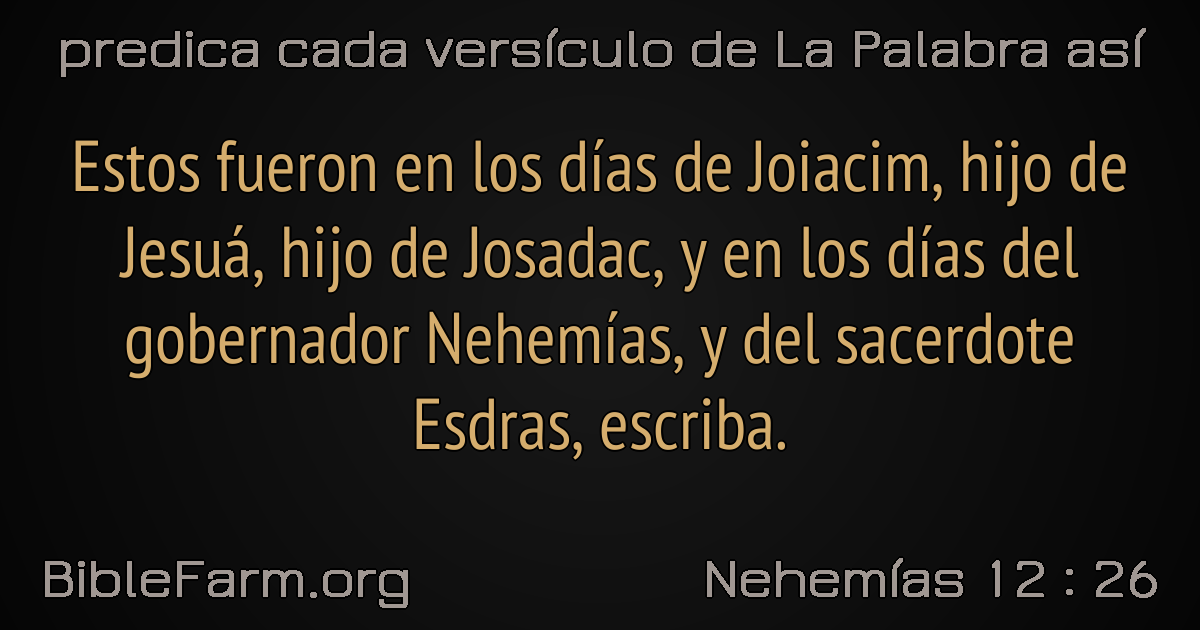 predica cada versículo de La Palabra así
Estos fueron en los días de Joiacim, hijo de
Jesuá, hijo de Josadac, y en los días del
gobernador Nehemías, y del sacerdote
Esdras, escriba.
BibleFarm.org
Nehemías 12 : 26